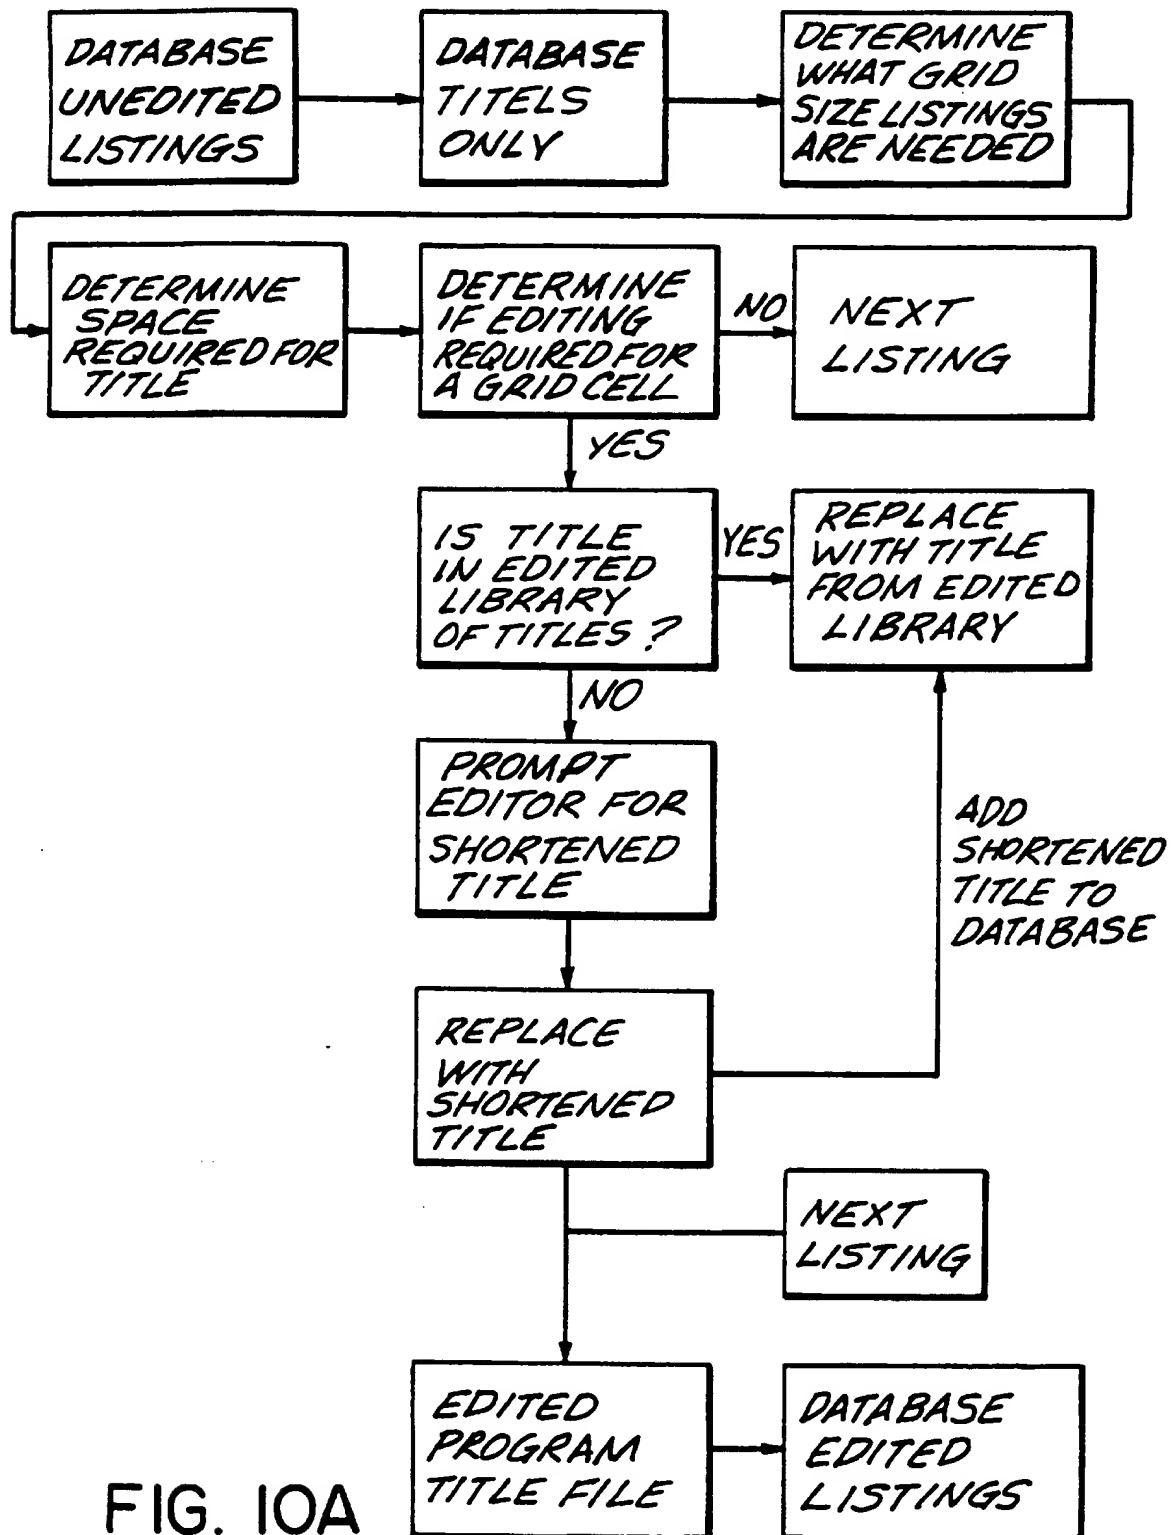 DATABASE
UNEDITED
LISTINGS
DATABASE
TITELS
ONLY
DETERMINE
WHAT GRID
SIZE LISTINGS
ARE NEEDED
DETERMINE
SPACE
REQUIRED FOR
TITLE
DETERMINE
IF EDITING
REQUIRED FOR
A GRID CELL
NO
NEXT
LISTING
YES
IS TITLE
IN EDITED
LIBRARY
OF TITLES ?
YES
REPLACE
WITH TITLE
FROM EDITED
LIBRARY
NO
PROMPT
EDITOR FOR
SHORTENED
TITLE
ADD
SHORTENED
TITLE TO
DATABASE
REPLACE
WITH
SHORTENED
TITLE
NEXT
LISTING
EDITED
PROGRAM
TITLE FILE
DATABASE
EDITED
LISTINGS
FIG. 10A